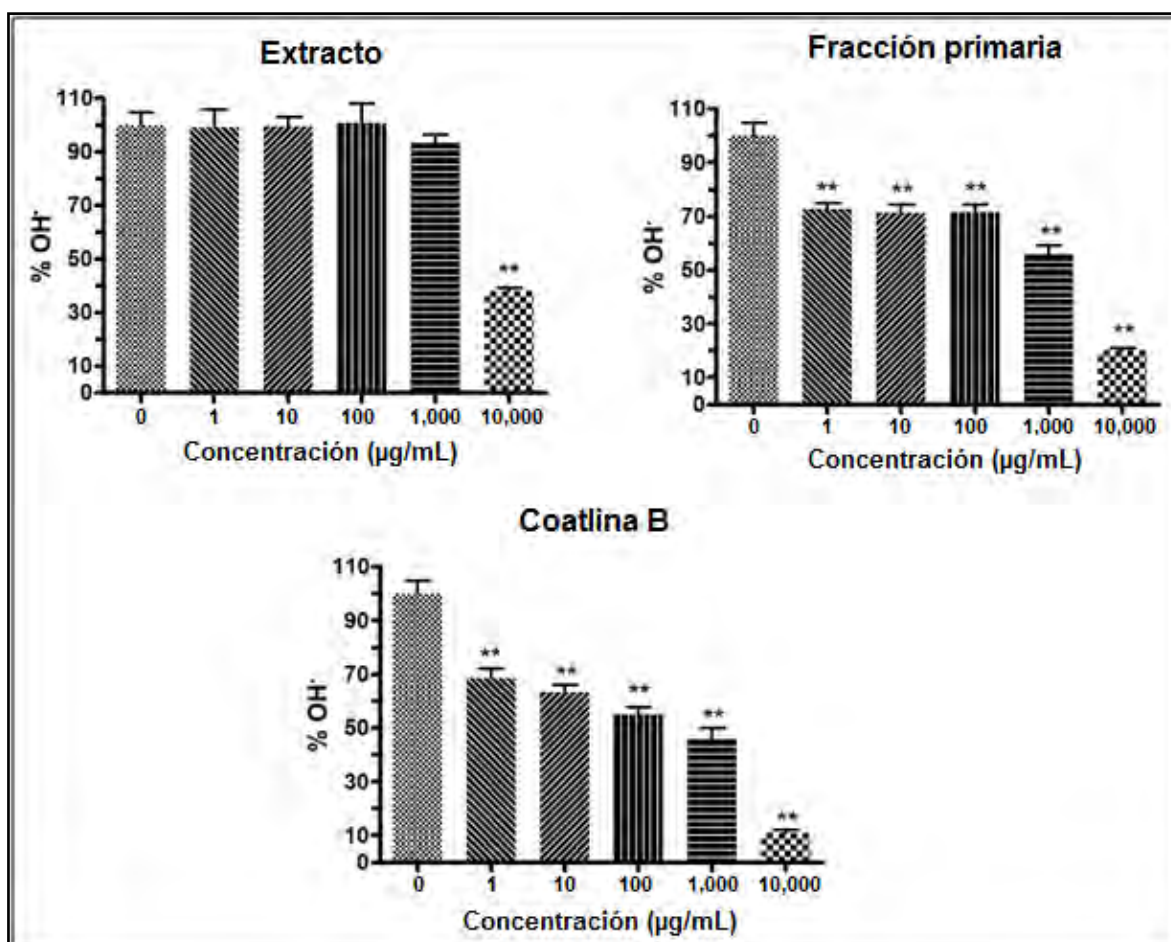 Extracto
% OH·
110
90
70
50
30
10
0
**
0 1 10 100 1,000 10,000
Concentración (µg/mL)
Fracción primaria
% OH·
110
90
70
50
30
10
0
** ** ** ** **
0 1 10 100 1,000 10,000
Concentración (µg/mL)
Coatlina B
% OH·
110
90
70
50
30
10
0
** ** ** ** **
0 1 10 100 1,000 10,000
Concentración (µg/mL)